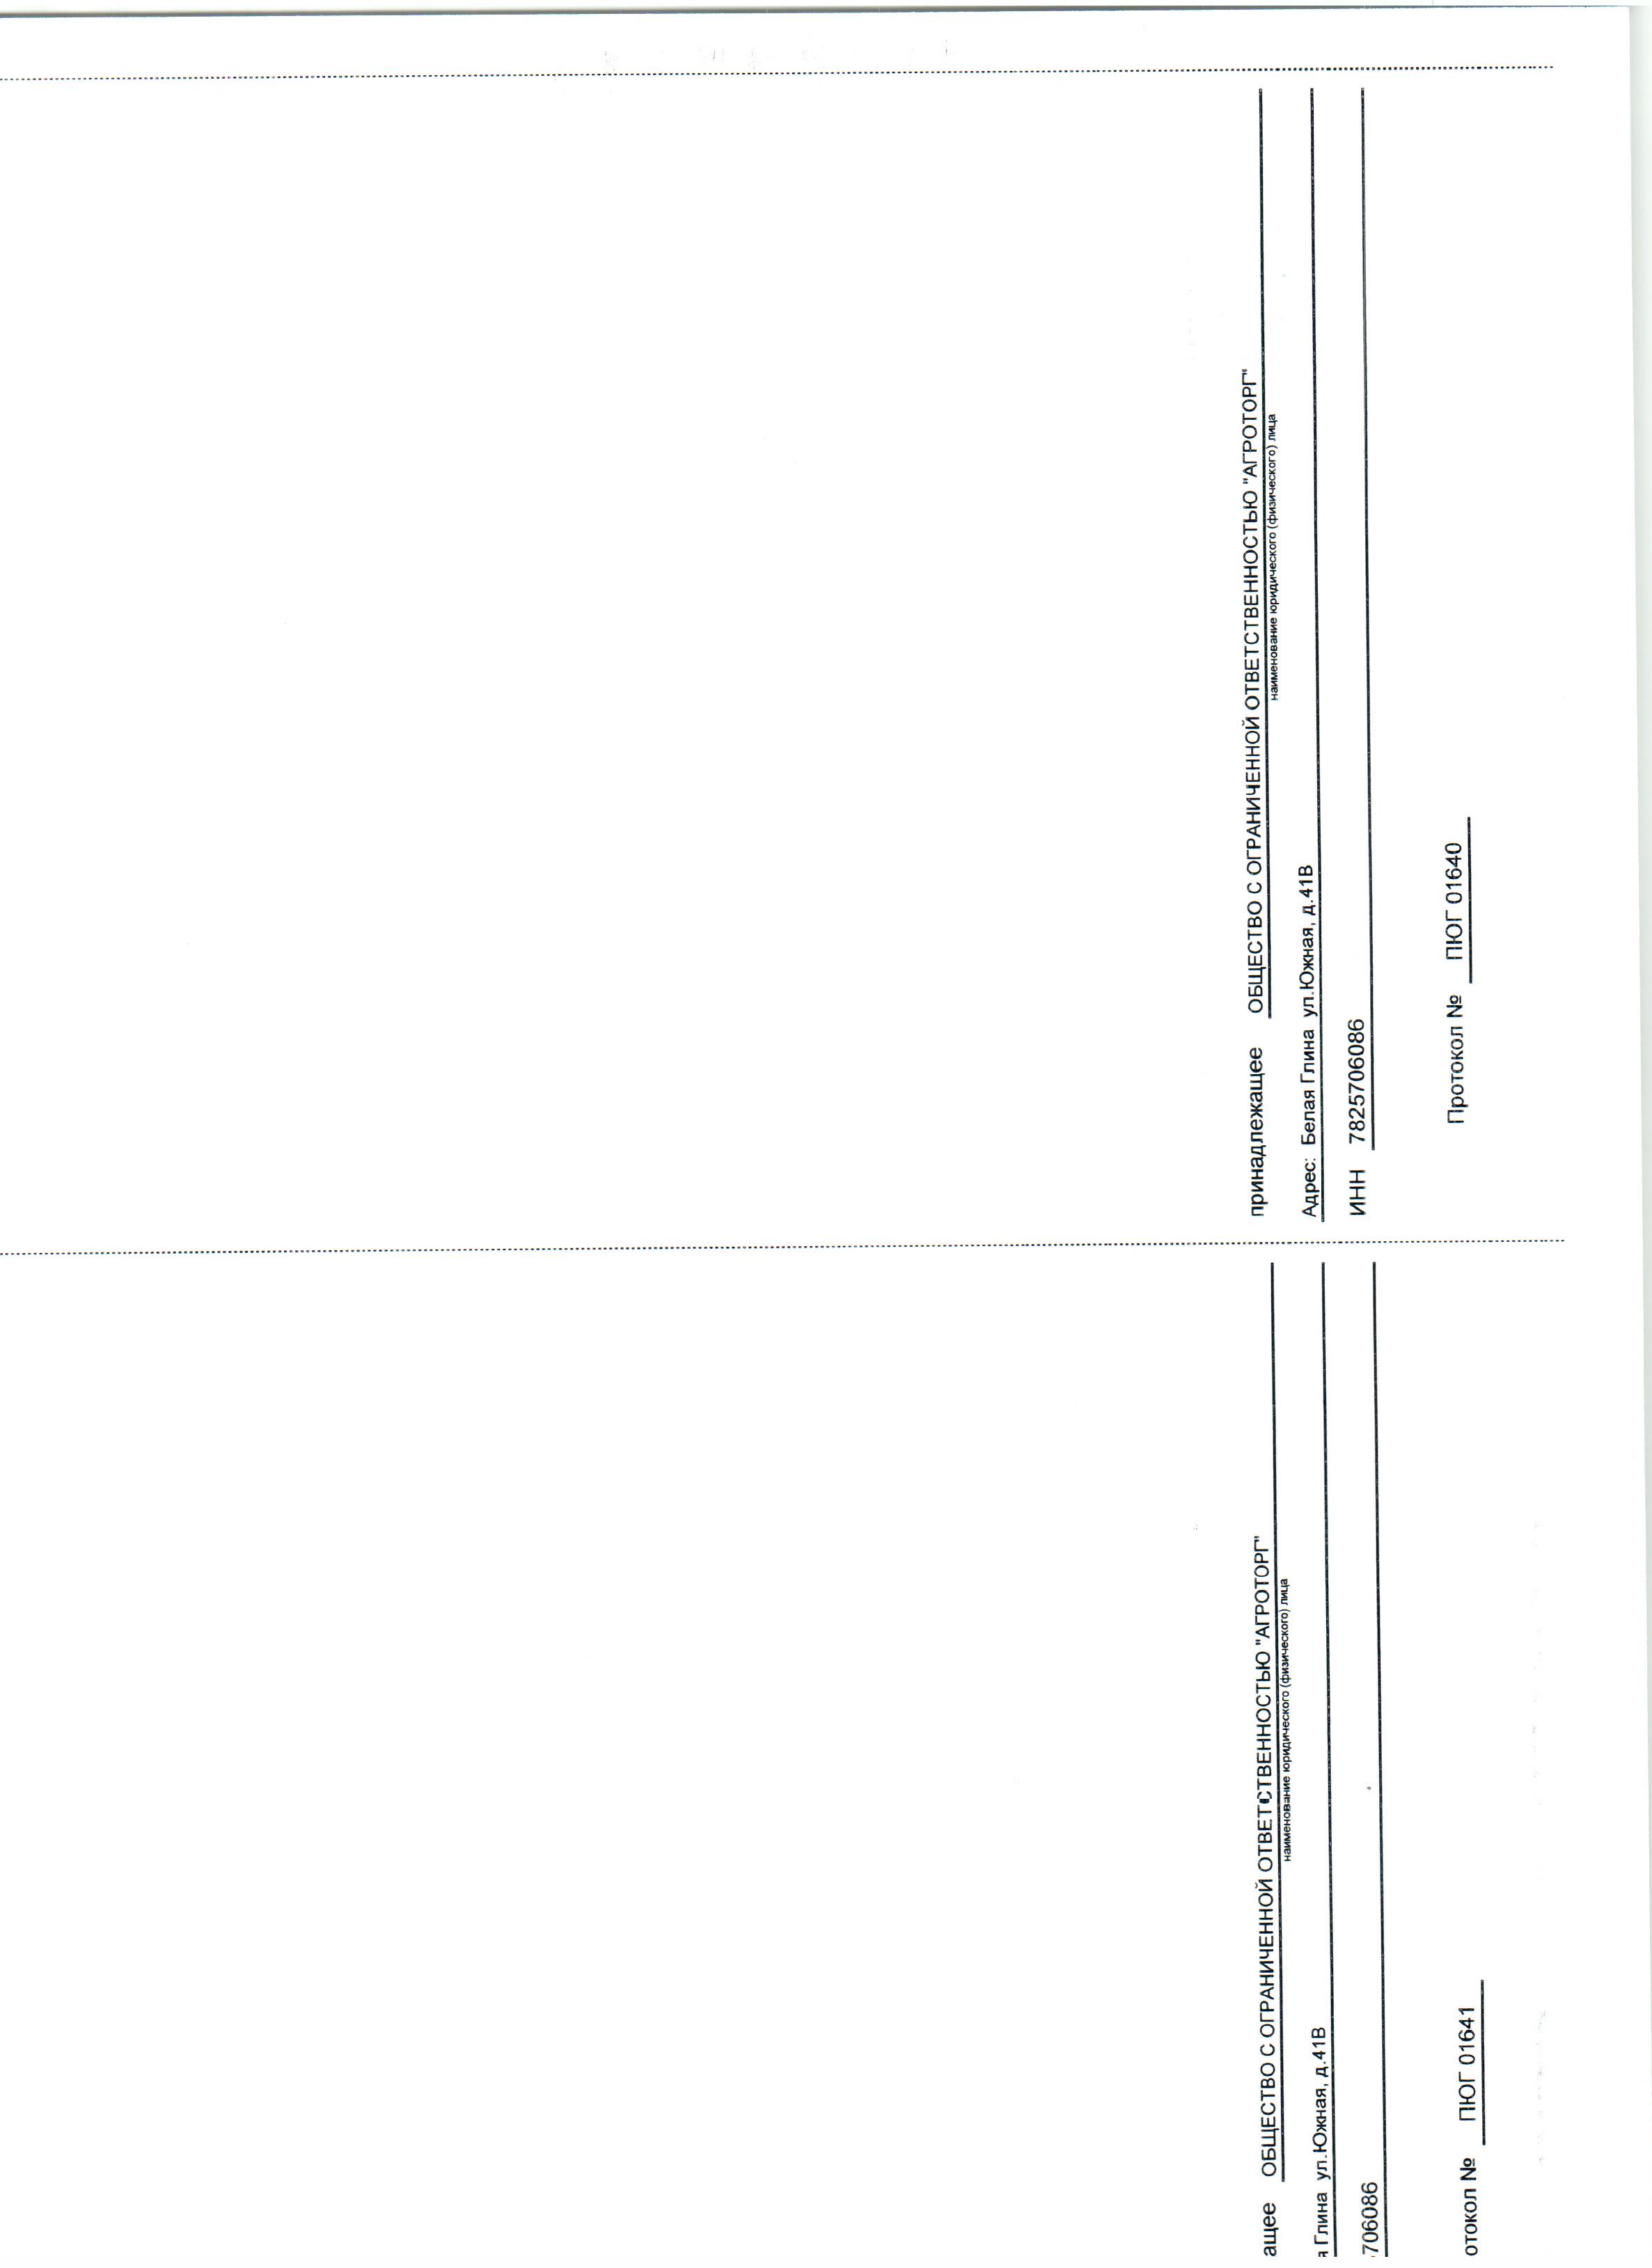 ащее ОБЩЕСТВО С ОГРАНИЧЕННОЙ ОТВЕТСТВЕННОСТЬЮ "АГРОТОРГ"
наименование юридического (физического) лица
я Глина ул.Южная, д.41В
706086
отокол № ПЮГ 01641
принадлежащее ОБЩЕСТВО С ОГРАНИЧЕННОЙ ОТВЕТСТВЕННОСТЬЮ "АГРОТОРГ"
наименование юридического (физического) лица
Адрес: Белая Глина ул.Южная, д.41В
ИНН 7825706086
Протокол № ПЮГ 01640